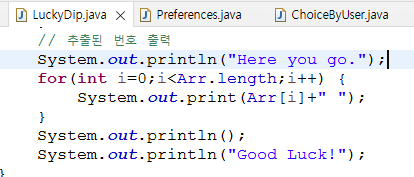 LuckyDip.java
Preferences.java
ChoiceByUser.java
// 추출된 번호 출력
System.out.println("Here you go.");
for(int i=0;i<Arr.length;i++) {
System.out.print(Arr[i]+" ");
}
System.out.println();
System.out.println("Good Luck!");
}